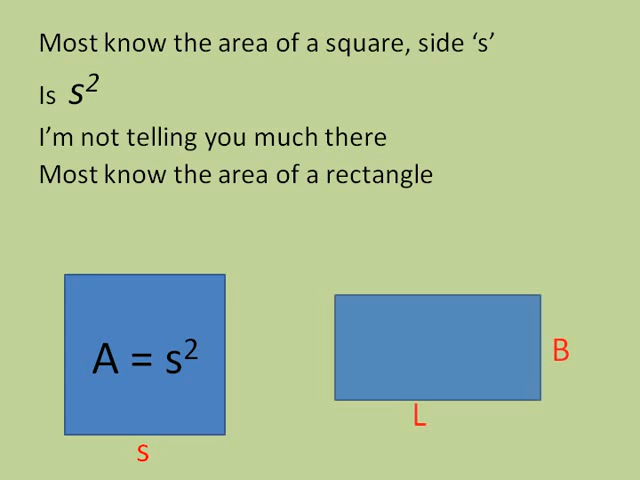 Most know the area of a square, side ‘s’
Is s²
I’m not telling you much there
Most know the area of a rectangle
A = s²
B
L
s